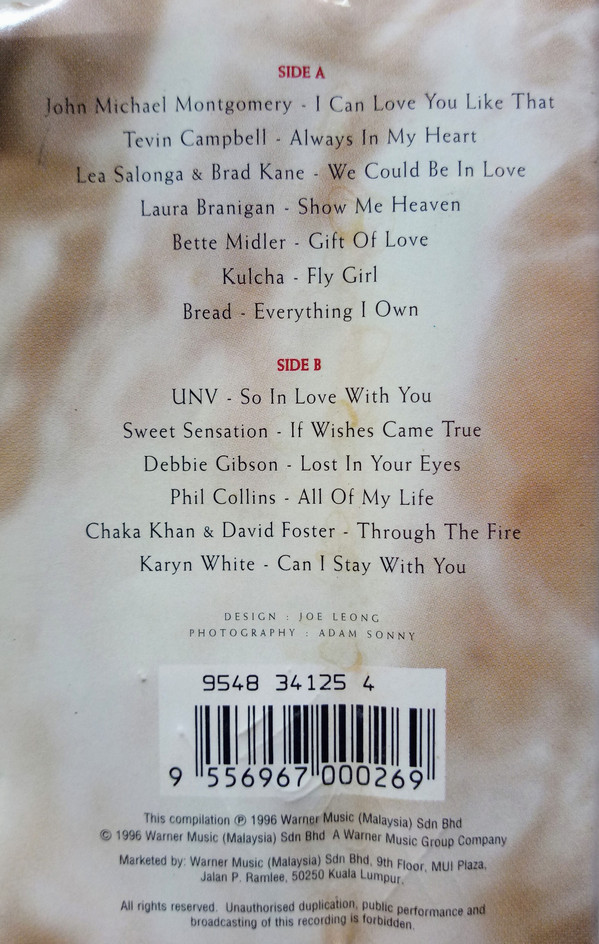 SIDE A
John Michael Montgomery - I Can Love You Like That
Tevin Campbell - Always In My Heart
Lea Salonga & Brad Kane - We Could Be In Love
Laura Branigan - Show Me Heaven
Bette Midler - Gift Of Love
Kulcha - Fly Girl
Bread - Everything I Own
SIDE B
UNV - So In Love With You
Sweet Sensation - If Wishes Came True
Debbie Gibson - Lost In Your Eyes
Phil Collins - All Of My Life
Chaka Khan & David Foster - Through The Fire
Karyn White - Can I Stay With You
DESIGN : JOE LEONG
PHOTOGRAPHY : ADAM SONNY
9548 34125 4
9 556967 000269
This compilation ℗ 1996 Warner Music (Malaysia) Sdn Bhd
© 1996 Warner Music (Malaysia) Sdn Bhd A Warner Music Group Company
Marketed by: Warner Music (Malaysia) Sdn Bhd, 9th Floor, MUI Plaza,
Jalan P. Ramlee, 50250 Kuala Lumpur.
All rights reserved. Unauthorised duplication, public performance and
broadcasting of this recording is forbidden.